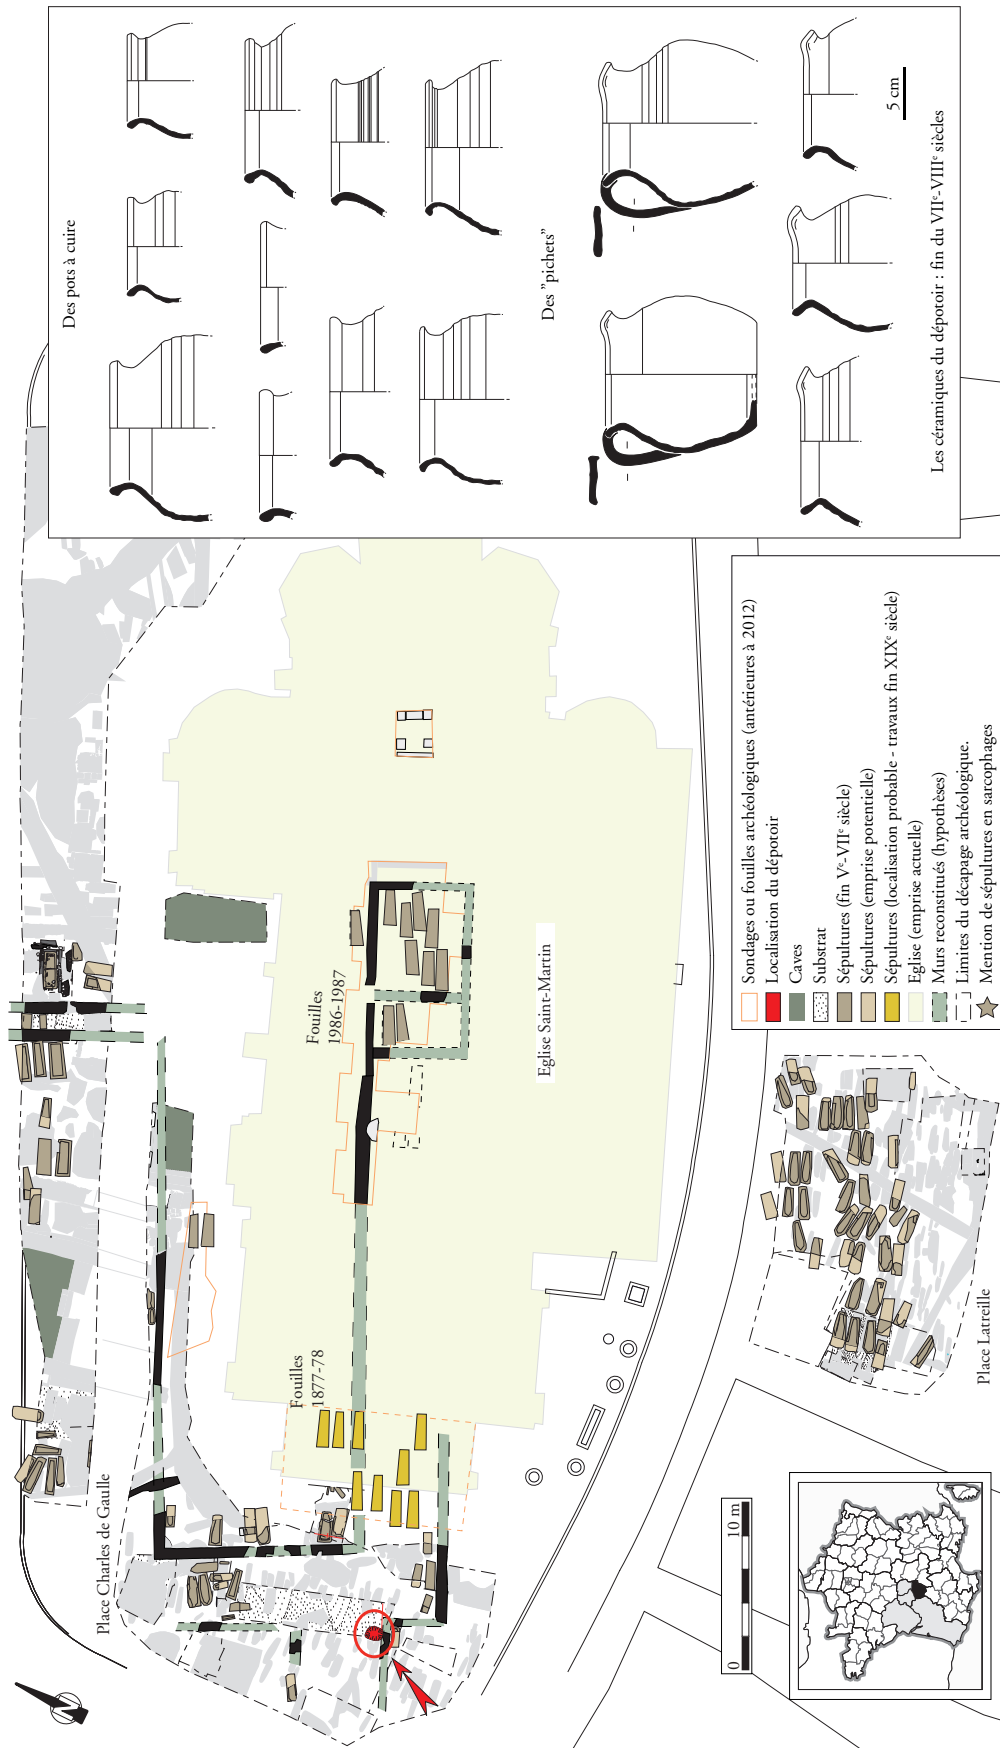 Des pots à cuire
Des "pichets"
5 cm
Les céramiques du dépotoir : fin du VIIᵉ-VIIIᵉ siècles
Place Charles de Gaulle
Fouilles
1877-78
Fouilles
1986-1987
Eglise Saint-Martin
Place Latreille
Sondages ou fouilles archéologiques (antérieures à 2012)
Localisation du dépotoir
Caves
Substrat
Sépultures (fin Vᵉ-VIIᵉ siècle)
Sépultures (emprise potentielle)
Sépultures (localisation probable - travaux fin XIXᵉ siècle)
Eglise (emprise actuelle)
Murs reconstitués (hypothèses)
Limites du décapage archéologique.
Mention de sépultures en sarcophages
0 10 m
N